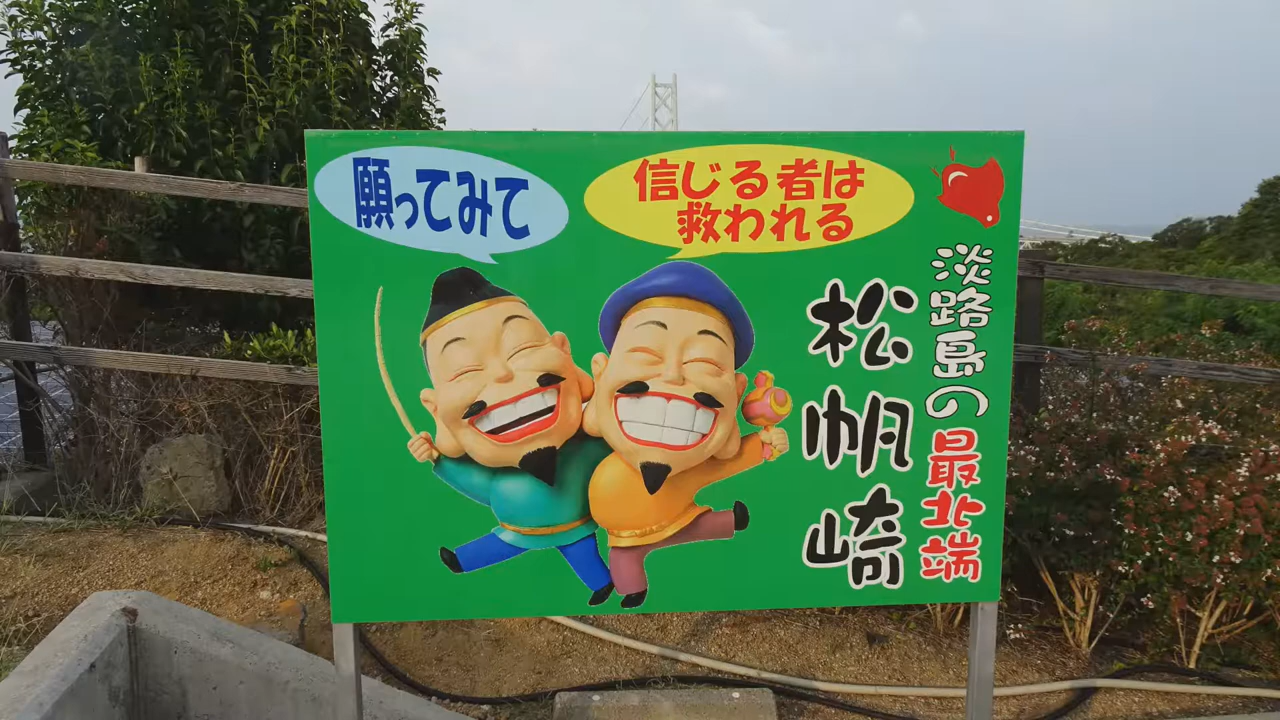 願ってみて
信じる者は
救われる
淡路島の最北端
松帆崎